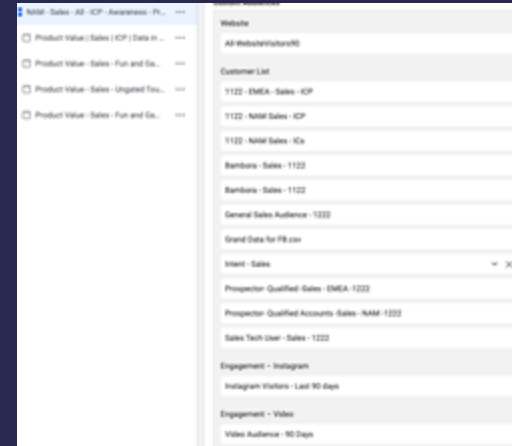 NAM - Sales - All - ICP - Awareness - Pr...
Product Value | Sales | ICP | Data in ...
Product Value - Sales - Fun and Ga...
Product Value - Sales - Ungated Tou...
Product Value - Sales - Fun and Ga...
Custom Audiences
Website
All-WebsiteVisitors90
Customer List
1122 - EMEA - Sales - ICP
1122 - NAM Sales - ICP
1122 - NAM Sales - ICs
Bambora - Sales - 1122
Bambora - Sales - 1122
General Sales Audience - 1222
Grand Data for FB.csv
Intent - Sales
Prospector- Qualified -Sales - EMEA -1222
Prospector- Qualified Accounts -Sales - NAM -1222
Sales Tech User - Sales - 1222
Engagement - Instagram
Instagram Visitors - Last 90 days
Engagement - Video
Video Audience - 90 Days